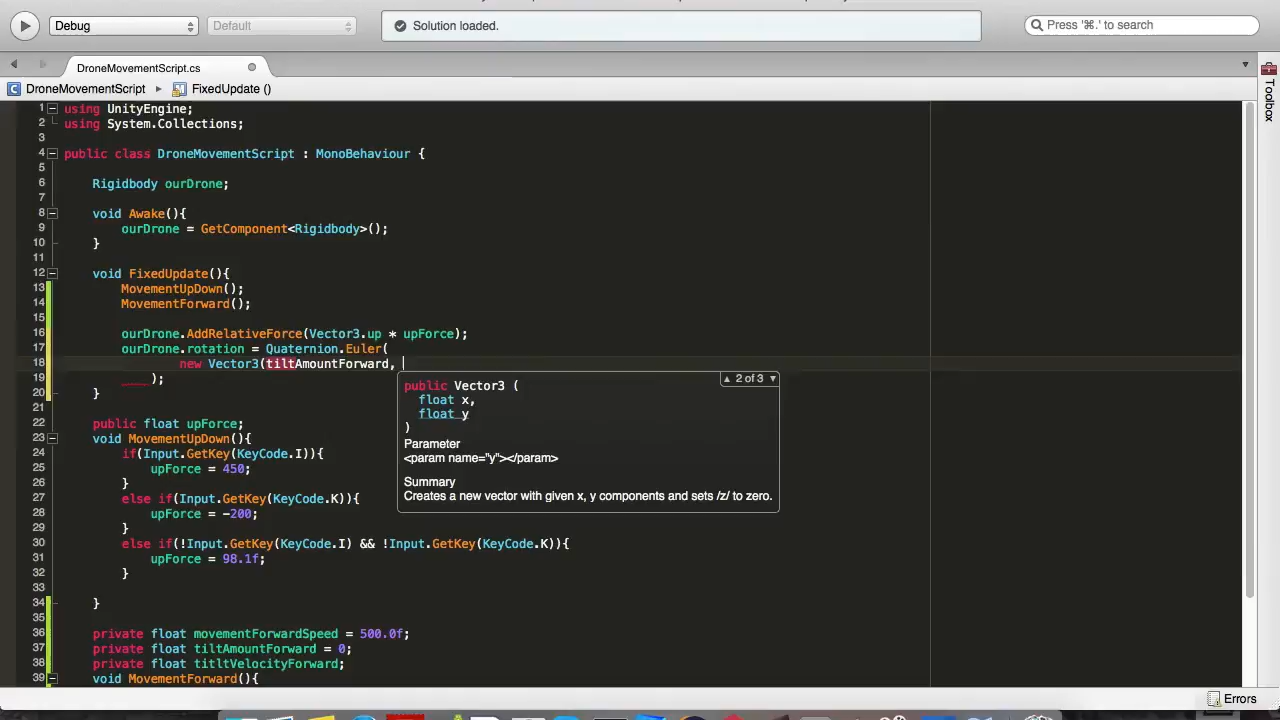 Debug
Default
Solution loaded.
Press '⌘.' to search
DroneMovementScript.cs
DroneMovementScript ▸ FixedUpdate ()
Toolbox
1 using UnityEngine;
2 using System.Collections;
3
4 public class DroneMovementScript : MonoBehaviour {
5
6 Rigidbody ourDrone;
7
8 void Awake(){
9 ourDrone = GetComponent<Rigidbody>();
10 }
11
12 void FixedUpdate(){
13 MovementUpDown();
14 MovementForward();
15
16 ourDrone.AddRelativeForce(Vector3.up * upForce);
17 ourDrone.rotation = Quaternion.Euler(
18 new Vector3(tiltAmountForward,
19 );
20 }
21
22 public float upForce;
23 void MovementUpDown(){
24 if(Input.GetKey(KeyCode.I)){
25 upForce = 450;
26 }
27 else if(Input.GetKey(KeyCode.K)){
28 upForce = -200;
29 }
30 else if(!Input.GetKey(KeyCode.I) && !Input.GetKey(KeyCode.K)){
31 upForce = 98.1f;
32 }
33
34 }
35
36 private float movementForwardSpeed = 500.0f;
37 private float tiltAmountForward = 0;
38 private float titltVelocityForward;
39 void MovementForward(){
▲ 2 of 3 ▼
public Vector3 (
float x,
float y
)
Parameter
<param name="y"></param>
Summary
Creates a new vector with given x, y components and sets /z/ to zero.
Errors